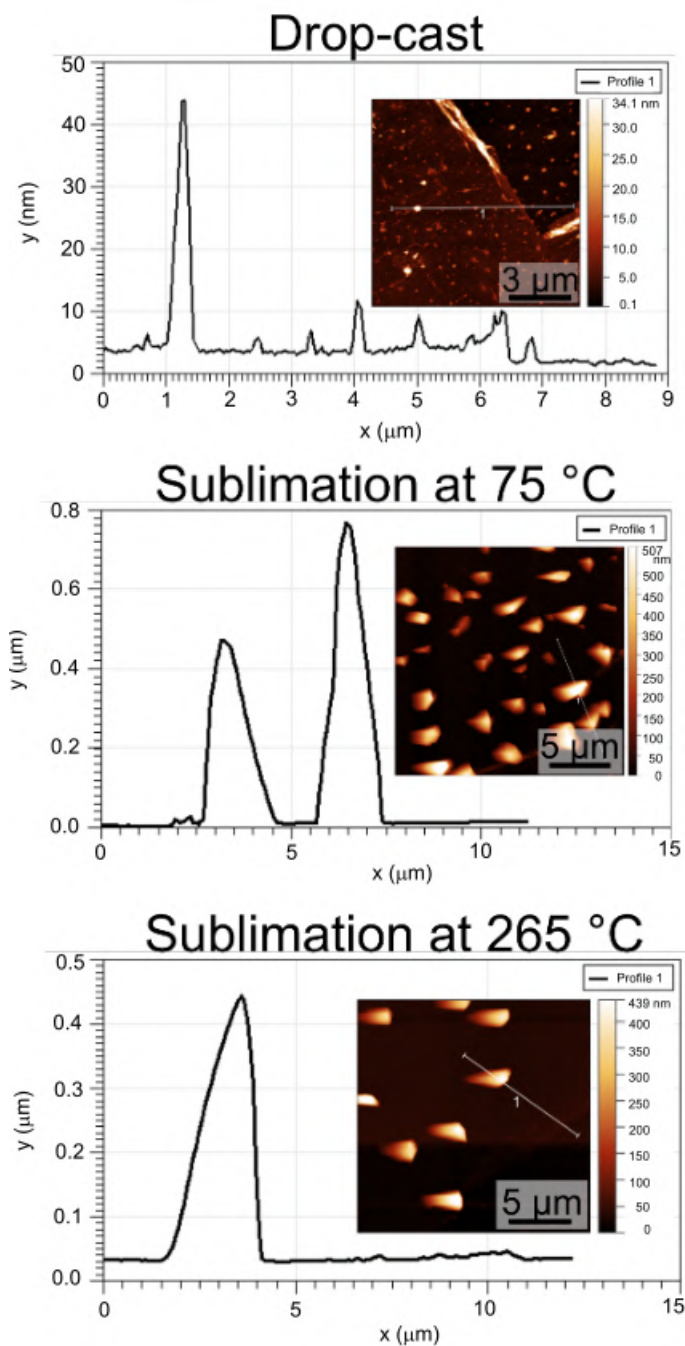 Drop-cast
50
40
30
20
10
0
y (nm)
Profile 1
34.1 nm
30.0
25.0
20.0
15.0
10.0
5.0
0.1
1
3 μm
0 1 2 3 4 5 6 7 8 9
x (μm)
Sublimation at 75 °C
0.8
0.6
0.4
0.2
0.0
y (μm)
Profile 1
507
nm
500
450
400
350
300
250
200
150
100
50
0
1
5 μm
0 5 10 15
x (μm)
Sublimation at 265 °C
0.5
0.4
0.3
0.2
0.1
0.0
y (μm)
Profile 1
439 nm
400
350
300
250
200
150
100
50
0
1
5 μm
0 5 10 15
x (μm)